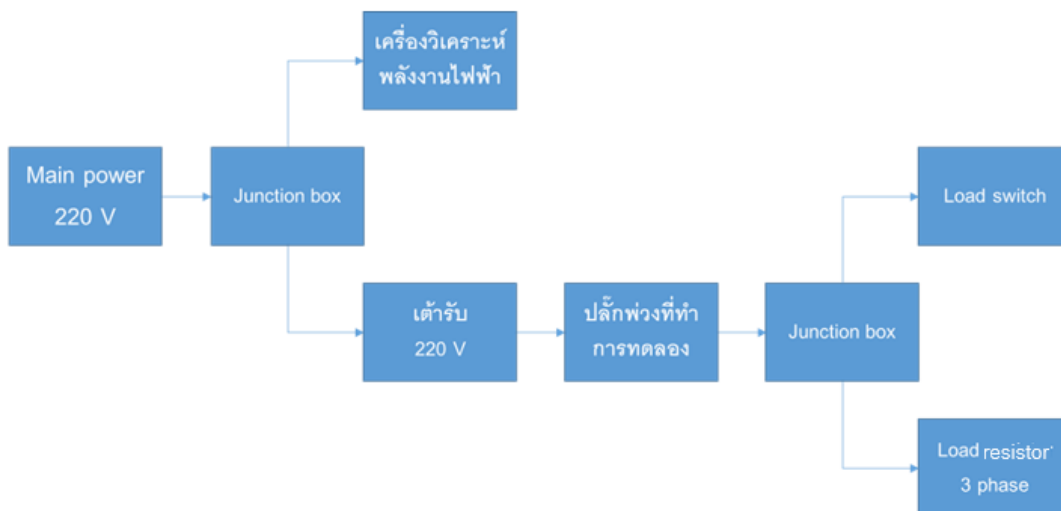 เครื่องวิเคราะห์
พลังงานไฟฟ้า
Main power
220 V
Junction box
Load switch
เต้ารับ
220 V
ปลั๊กพ่วงที่ทำ
การทดลอง
Junction box
Load resistor
3 phase